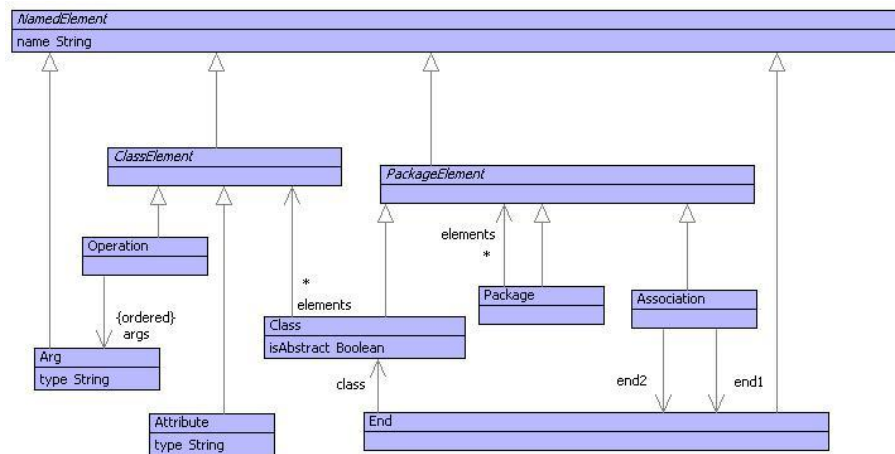 NamedElement
name String
ClassElement
PackageElement
Operation
elements
*
Package
Association
{ordered}
args
*
elements
Class
isAbstract Boolean
Arg
type String
class
end2
end1
Attribute
type String
End